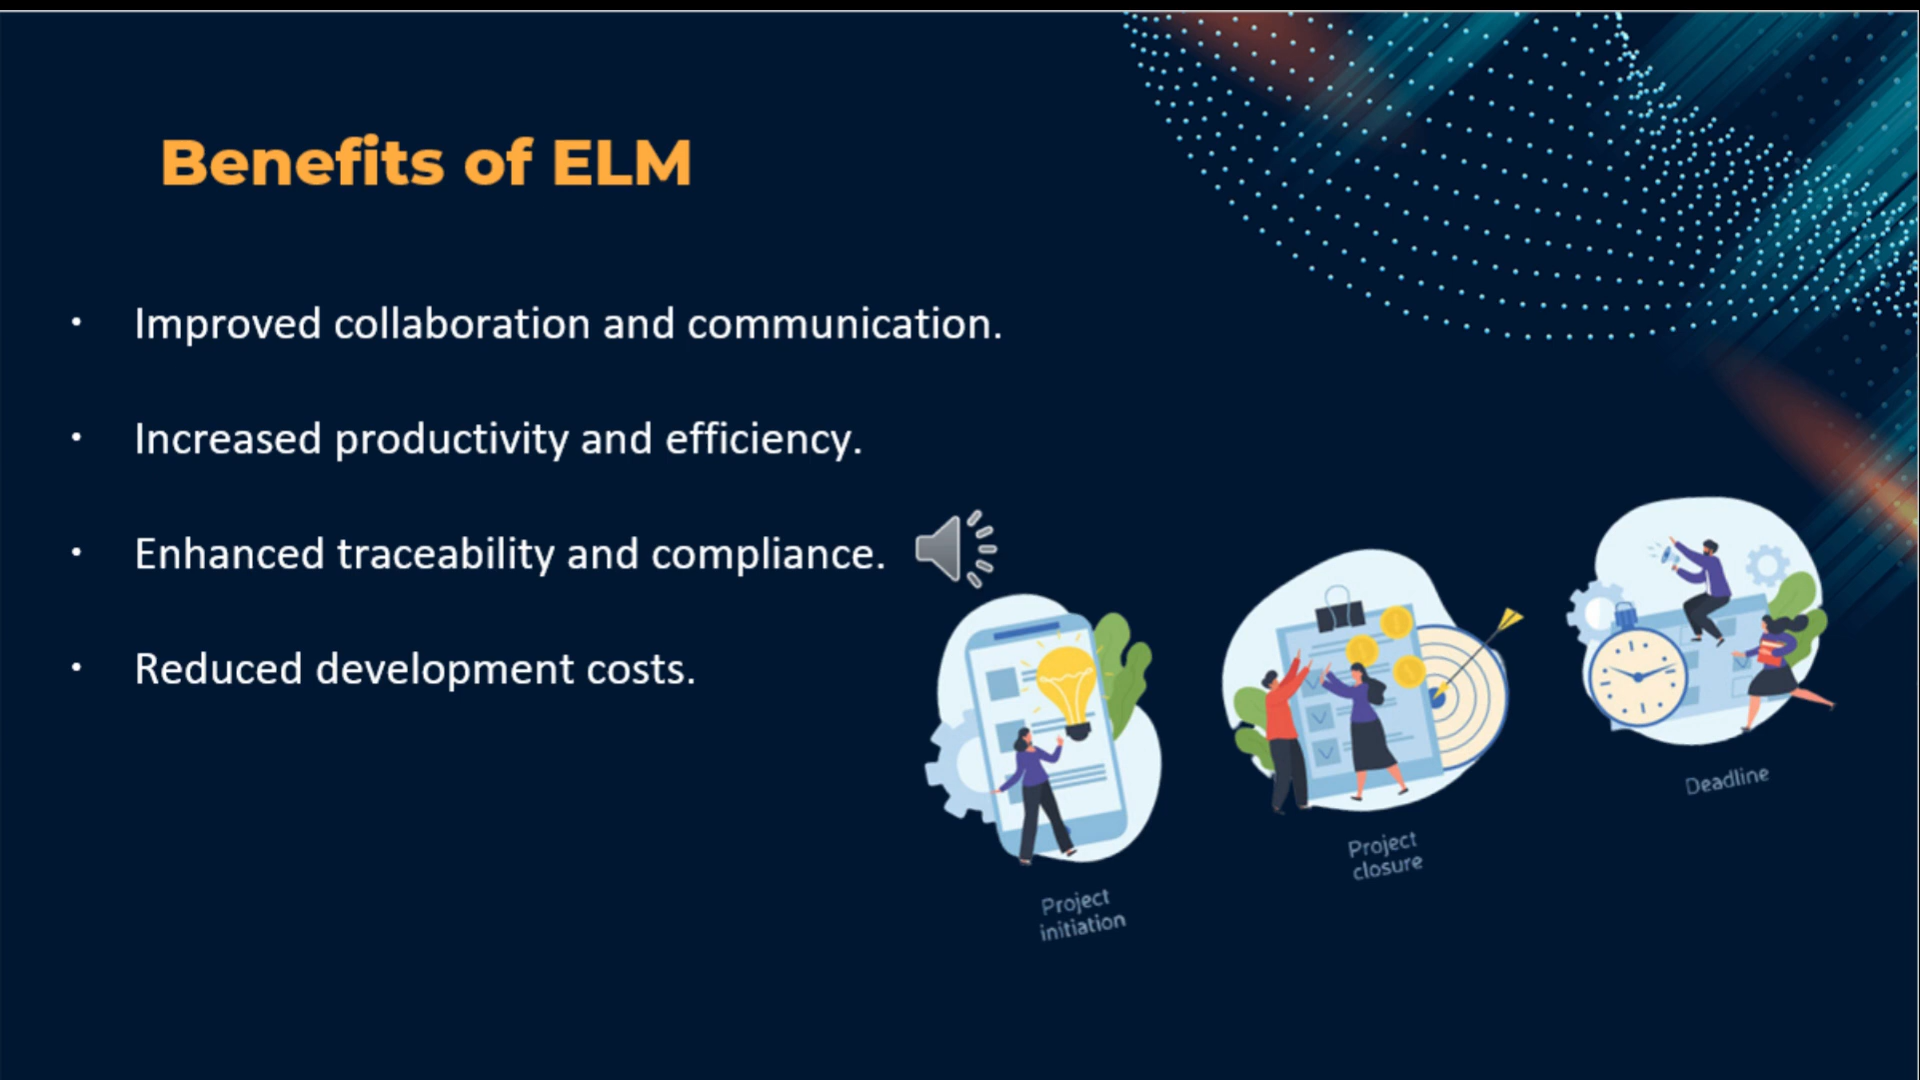 Benefits of ELM
• Improved collaboration and communication.
• Increased productivity and efficiency.
• Enhanced traceability and compliance.
• Reduced development costs.
Project
initiation
Project
closure
Deadline